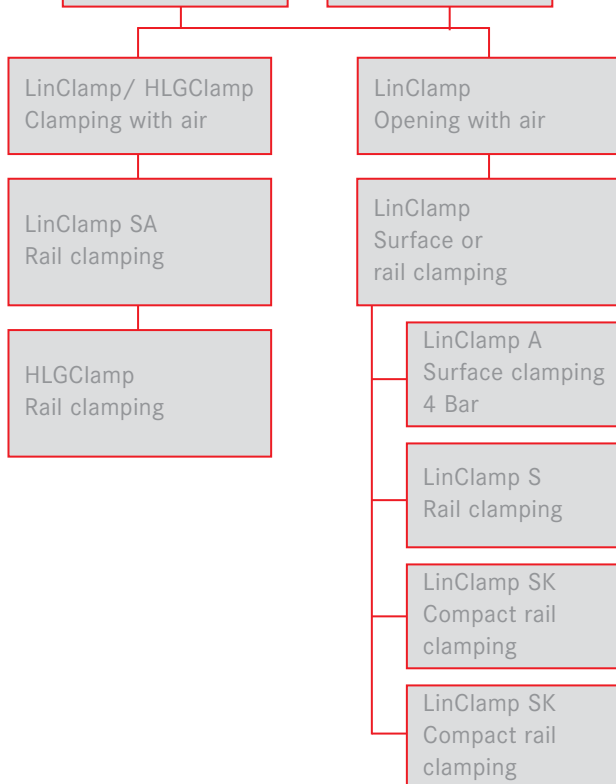 LinClamp/ HLGClamp
Clamping with air
LinClamp SA
Rail clamping
HLGClamp
Rail clamping
LinClamp
Opening with air
LinClamp
Surface or
rail clamping
LinClamp A
Surface clamping
4 Bar
LinClamp S
Rail clamping
LinClamp SK
Compact rail
clamping
LinClamp SK
Compact rail
clamping